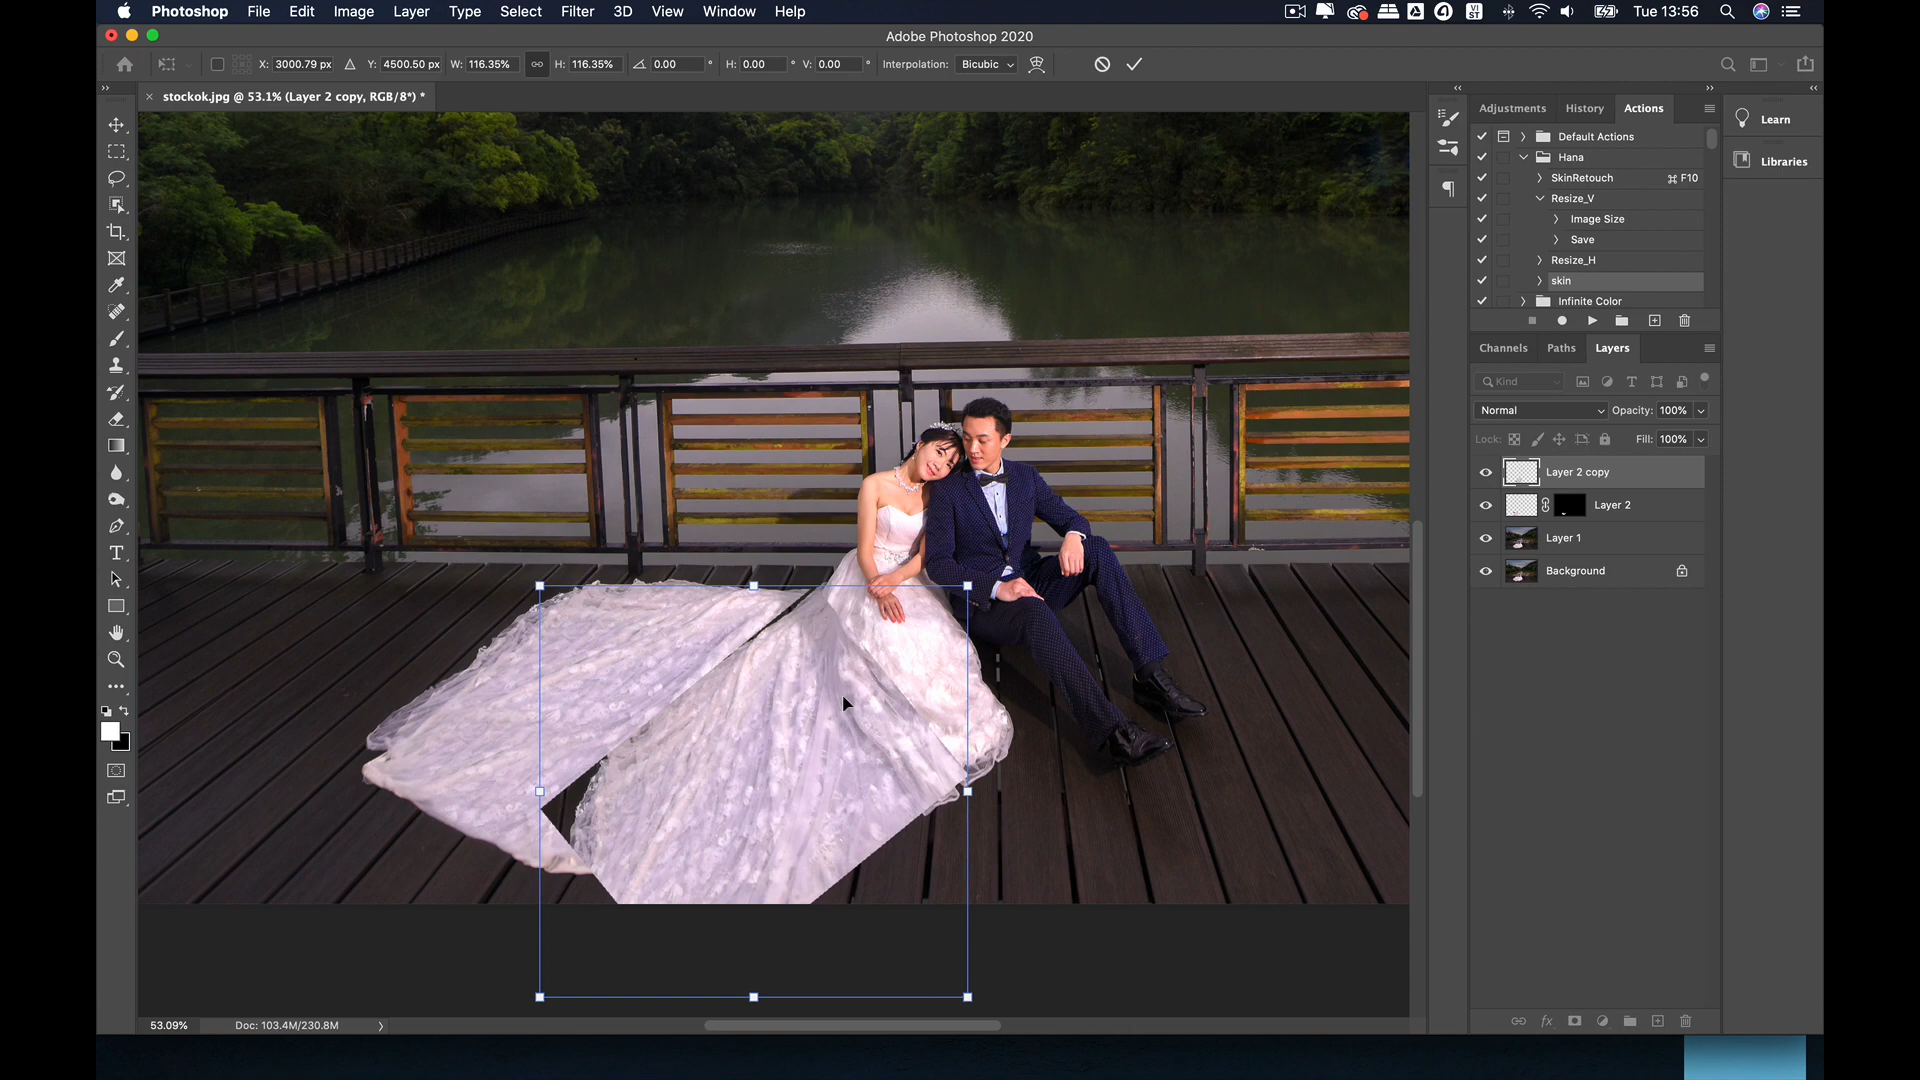 Photoshop File Edit Image Layer Type Select Filter 3D View Window Help
VI
ST
Tue 13:56
Adobe Photoshop 2020
X: 3000.79 px Y: 4500.50 px W: 116.35% H: 116.35% 0.00 ° H: 0.00 ° V: 0.00 ° Interpolation: Bicubic
stockok.jpg @ 53.1% (Layer 2 copy, RGB/8*) *
Adjustments History Actions
Learn
Default Actions
Hana
Libraries
SkinRetouch ⌘ F10
Resize_V
Image Size
Save
Resize_H
skin
Infinite Color
Channels Paths Layers
Kind
Normal Opacity: 100%
Lock: Fill: 100%
Layer 2 copy
Layer 2
Layer 1
Background
53.09% Doc: 103.4M/230.8M